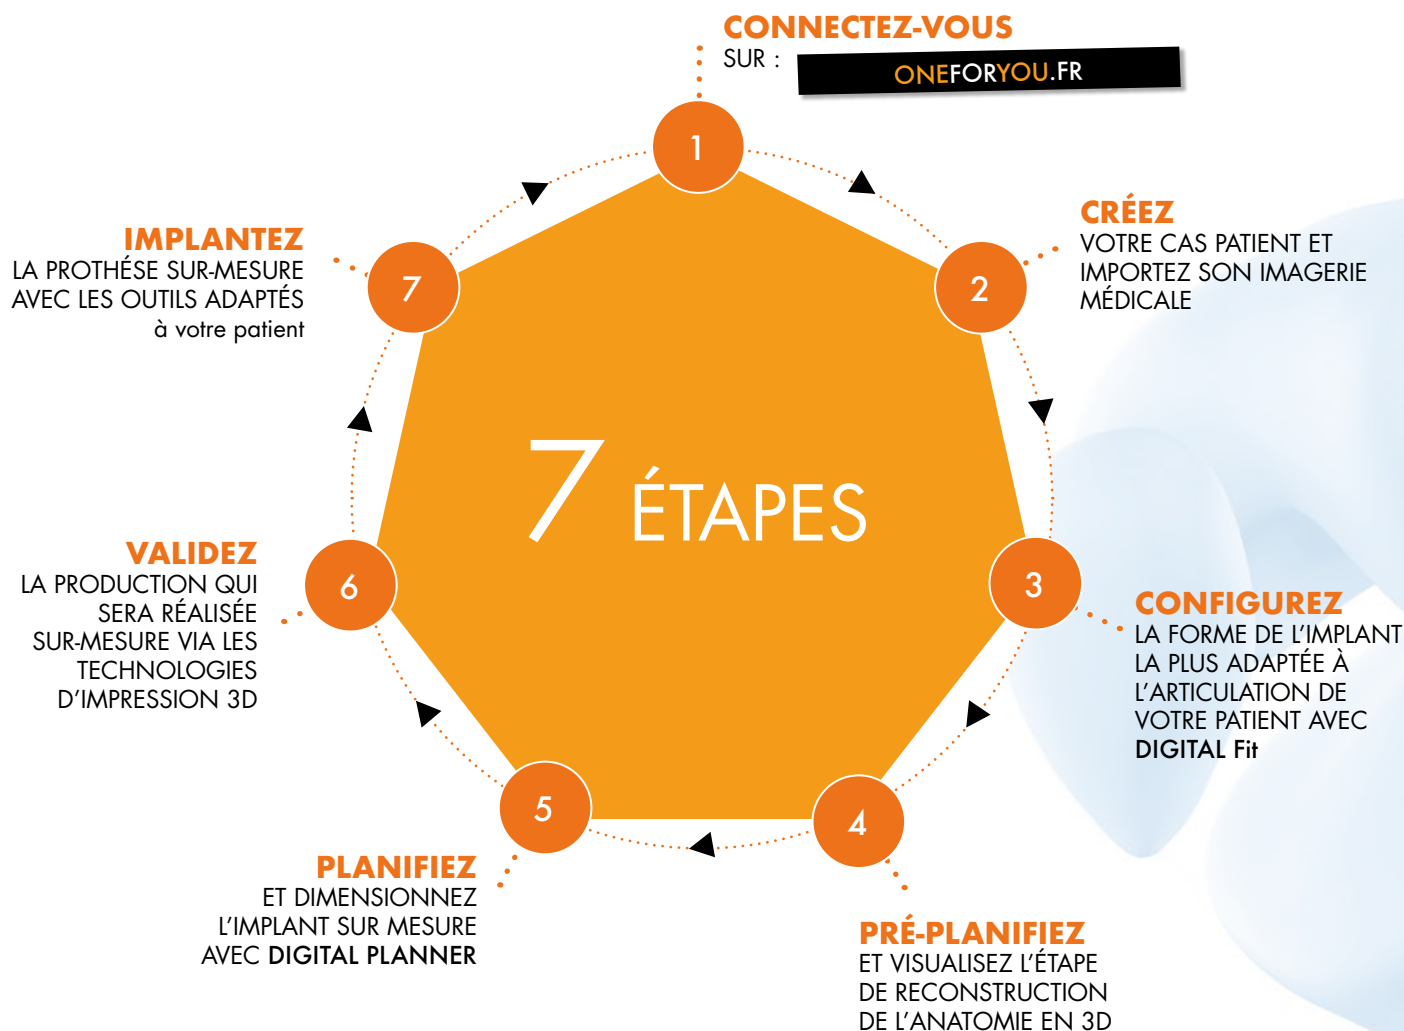 CONNECTEZ-VOUS
SUR :
ONEFORYOU.FR
1
CRÉEZ
VOTRE CAS PATIENT ET
IMPORTEZ SON IMAGERIE
MÉDICALE
2
3
CONFIGUREZ
LA FORME DE L'IMPLANT
LA PLUS ADAPTÉE À
L'ARTICULATION DE
VOTRE PATIENT AVEC
DIGITAL Fit
4
PRÉ-PLANIFIEZ
ET VISUALISEZ L'ÉTAPE
DE RECONSTRUCTION
DE L'ANATOMIE EN 3D
5
PLANIFIEZ
ET DIMENSIONNEZ
L'IMPLANT SUR MESURE
AVEC DIGITAL PLANNER
6
VALIDEZ
LA PRODUCTION QUI
SERA RÉALISÉE
SUR-MESURE VIA LES
TECHNOLOGIES
D'IMPRESSION 3D
7
IMPLANTEZ
LA PROTHÉSE SUR-MESURE
AVEC LES OUTILS ADAPTÉS
à votre patient
7 ÉTAPES